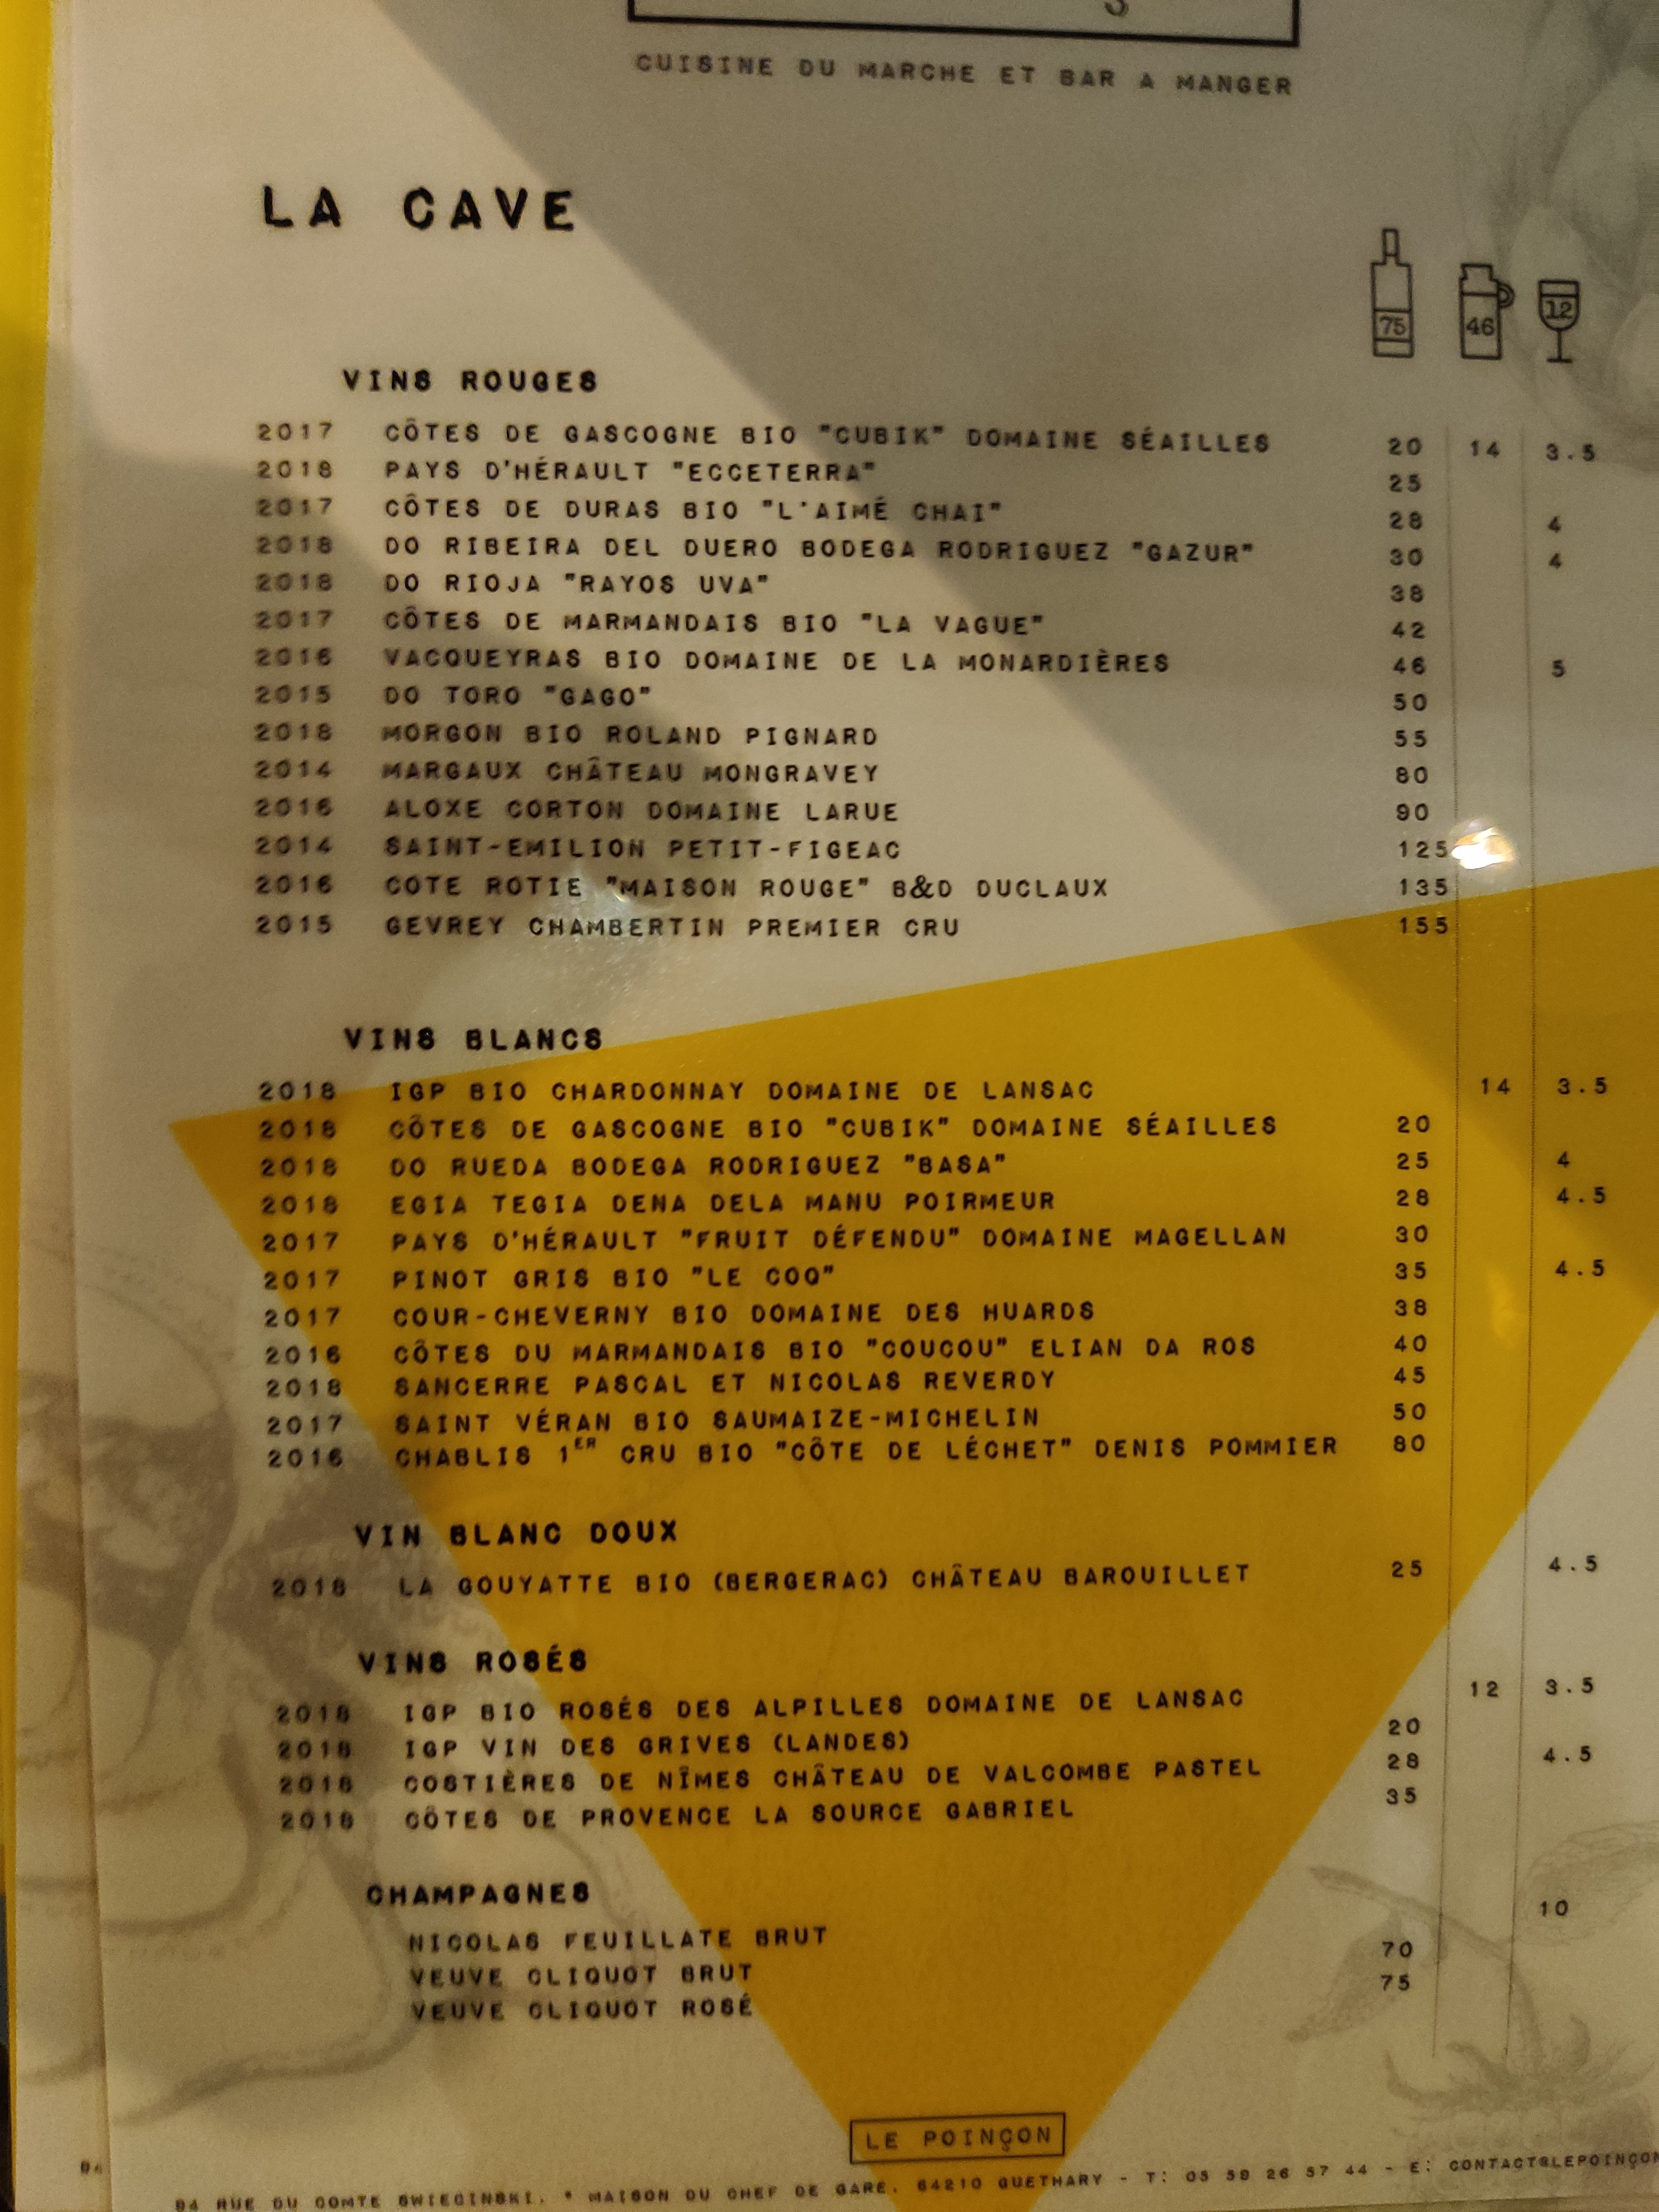 CUISINE DU MARCHE ET BAR A MANGER
LA CAVE
75 46 12
VINS ROUGES
2017 CÔTES DE GASCOGNE BIO "CUBIK" DOMAINE SÉAILLES 20 14 3.5
2018 PAYS D'HÉRAULT "ECCETERRA" 25
2017 CÔTES DE DURAS BIO "L'AIMÉ CHAI" 28 4
2018 DO RIBEIRA DEL DUERO BODEGA RODRIGUEZ "GAZUR" 30 4
2018 DO RIOJA "RAYOS UVA" 38
2017 CÔTES DE MARMANDAIS BIO "LA VAGUE" 42
2016 VACQUEYRAS BIO DOMAINE DE LA MONARDIÈRES 46 5
2015 DO TORO "GAGO" 50
2018 MORGON BIO ROLAND PIGNARD 55
2014 MARGAUX CHÂTEAU MONGRAVEY 80
2016 ALOXE CORTON DOMAINE LARUE 90
2014 SAINT-EMILION PETIT-FIGEAC 125
2016 COTE ROTIE "MAISON ROUGE" B&D DUCLAUX 135
2015 GEVREY CHAMBERTIN PREMIER CRU 155
VINS BLANCS
2018 IGP BIO CHARDONNAY DOMAINE DE LANSAC 14 3.5
2018 CÔTES DE GASCOGNE BIO "CUBIK" DOMAINE SÉAILLES 20
2018 DO RUEDA BODEGA RODRIGUEZ "BASA" 25 4
2018 EGIA TEGIA DENA DELA MANU POIRMEUR 28 4.5
2017 PAYS D'HÉRAULT "FRUIT DÉFENDU" DOMAINE MAGELLAN 30
2017 PINOT GRIS BIO "LE COQ" 35 4.5
2017 COUR-CHEVERNY BIO DOMAINE DES HUARDS 38
2016 CÔTES DU MARMANDAIS BIO "COUCOU" ELIAN DA ROS 40
2018 SANCERRE PASCAL ET NICOLAS REVERDY 45
2017 SAINT VÉRAN BIO SAUMAIZE-MICHELIN 50
2016 CHABLIS 1ER CRU BIO "CÔTE DE LÉCHET" DENIS POMMIER 80
VIN BLANC DOUX
2018 LA GOUYATTE BIO (BERGERAC) CHÂTEAU BAROUILLET 25 4.5
VINS ROSÉS
2018 IGP BIO ROSÉS DES ALPILLES DOMAINE DE LANSAC 12 3.5
2018 IGP VIN DES GRIVES (LANDES) 20
2018 COSTIÈRES DE NÎMES CHÂTEAU DE VALCOMBE PASTEL 28 4.5
2018 CÔTES DE PROVENCE LA SOURCE GABRIEL 35
CHAMPAGNES
NICOLAS FEUILLATE BRUT 10
VEUVE CLIQUOT BRUT 70
VEUVE CLIQUOT ROSÉ 75
LE POINÇON
94 RUE DU COMTE SWIECINSKI. * MAISON DU CHEF DE GARE. 64210 GUETHARY - T: 05 59 26 57 44 - E: CONTACT@LEPOINÇON